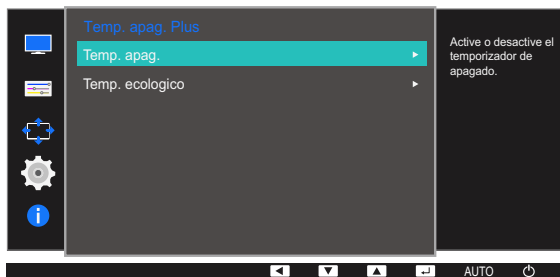 Temp. apag. Plus
Temp. apag.
Temp. ecologico
Active o desactive el
temporizador de
apagado.
AUTO